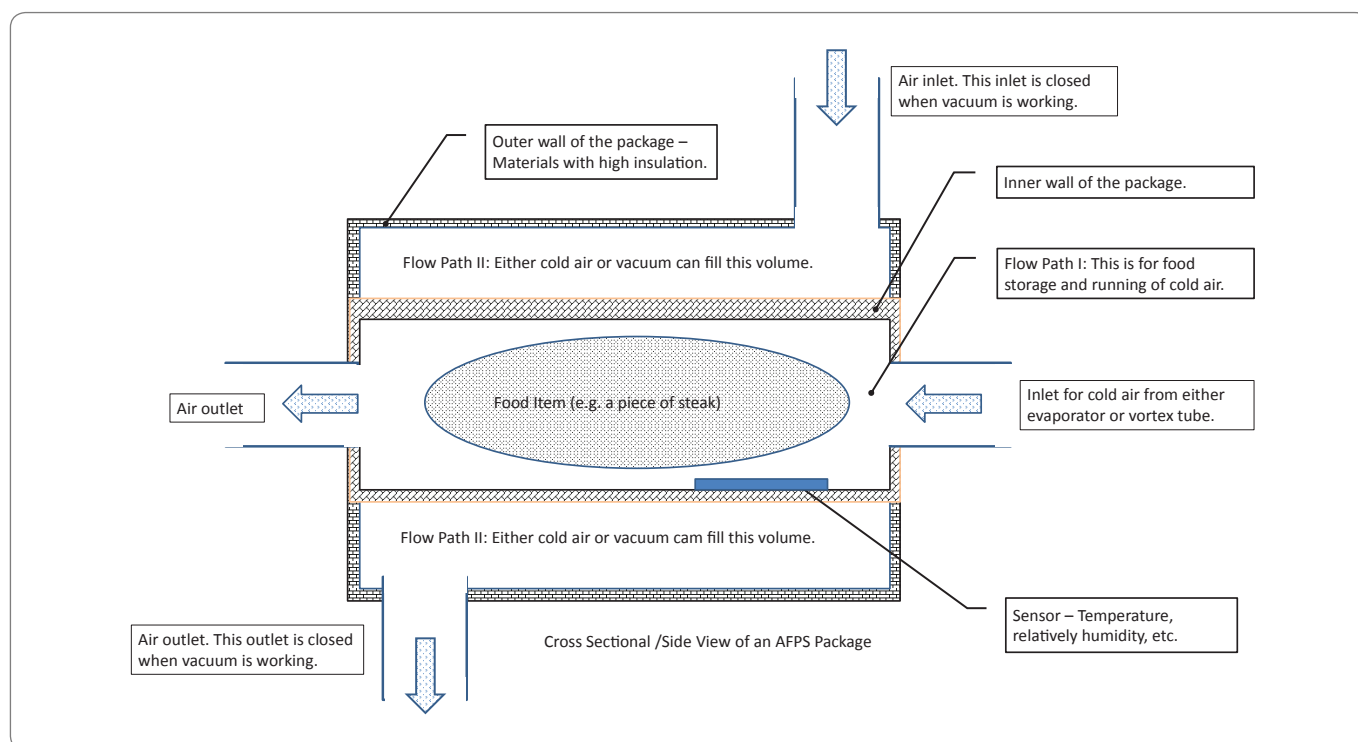 Air inlet. This inlet is closed
when vacuum is working.
Outer wall of the package –
Materials with high insulation.
Inner wall of the package.
Flow Path II: Either cold air or vacuum can fill this volume.
Flow Path I: This is for food
storage and running of cold air.
Air outlet
Food Item (e.g. a piece of steak)
Inlet for cold air from either
evaporator or vortex tube.
Flow Path II: Either cold air or vacuum cam fill this volume.
Sensor – Temperature,
relatively humidity, etc.
Air outlet. This outlet is closed
when vacuum is working.
Cross Sectional /Side View of an AFPS Package